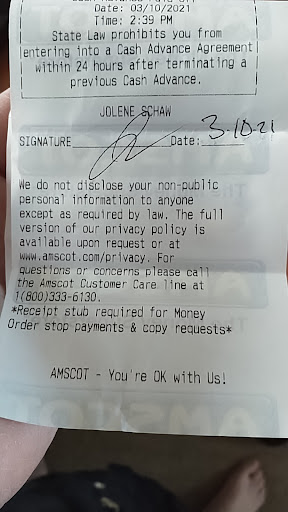 Date: 03/10/2021
Time: 2:39 PM
State Law prohibits you from
entering into a Cash Advance Agreement
within 24 hours after terminating a
previous Cash Advance.
JOLENE SCHAW
SIGNATURE Date: 3-10-21
We do not disclose your non-public
personal information to anyone
except as required by law. The full
version of our privacy policy is
available upon request or at
www.amscot.com/privacy. For
questions or concerns please call
the Amscot Customer Care line at
1(800)333-6130.
*Receipt stub required for Money
Order stop payments & copy requests*
AMSCOT - You're OK with Us!